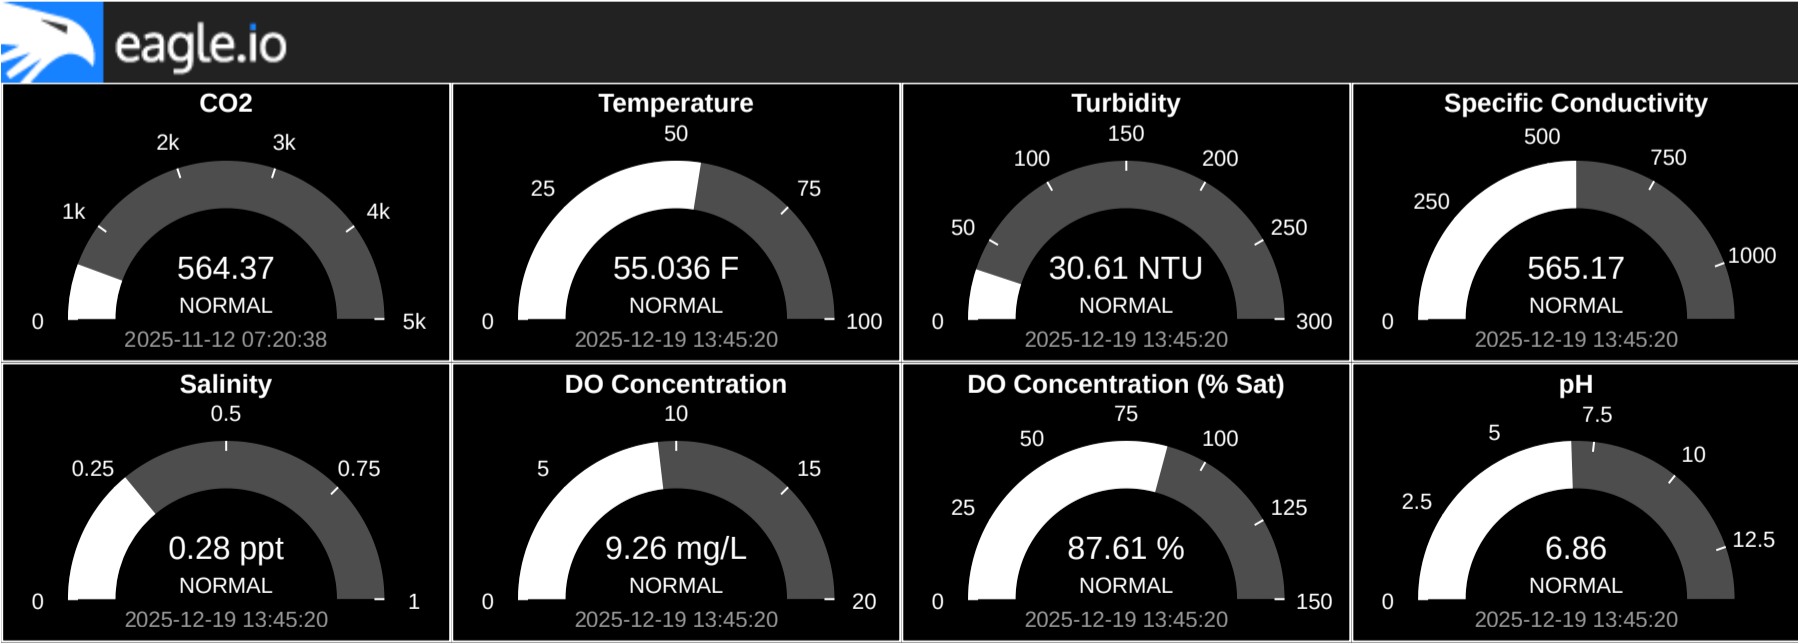 eagle.io
CO2
2k
3k
1k
4k
564.37
NORMAL
0
5k
2025-11-12 07:20:38
Temperature
50
25
75
55.036 F
NORMAL
0
100
2025-12-19 13:45:20
Turbidity
150
100
200
50
250
30.61 NTU
NORMAL
0
300
2025-12-19 13:45:20
Specific Conductivity
500
750
250
1000
565.17
NORMAL
0
2025-12-19 13:45:20
Salinity
0.5
0.25
0.75
0.28 ppt
NORMAL
0
1
2025-12-19 13:45:20
DO Concentration
10
5
15
9.26 mg/L
NORMAL
0
20
2025-12-19 13:45:20
DO Concentration (% Sat)
75
50
100
25
125
87.61 %
NORMAL
0
150
2025-12-19 13:45:20
pH
7.5
5
10
2.5
12.5
6.86
NORMAL
0
2025-12-19 13:45:20